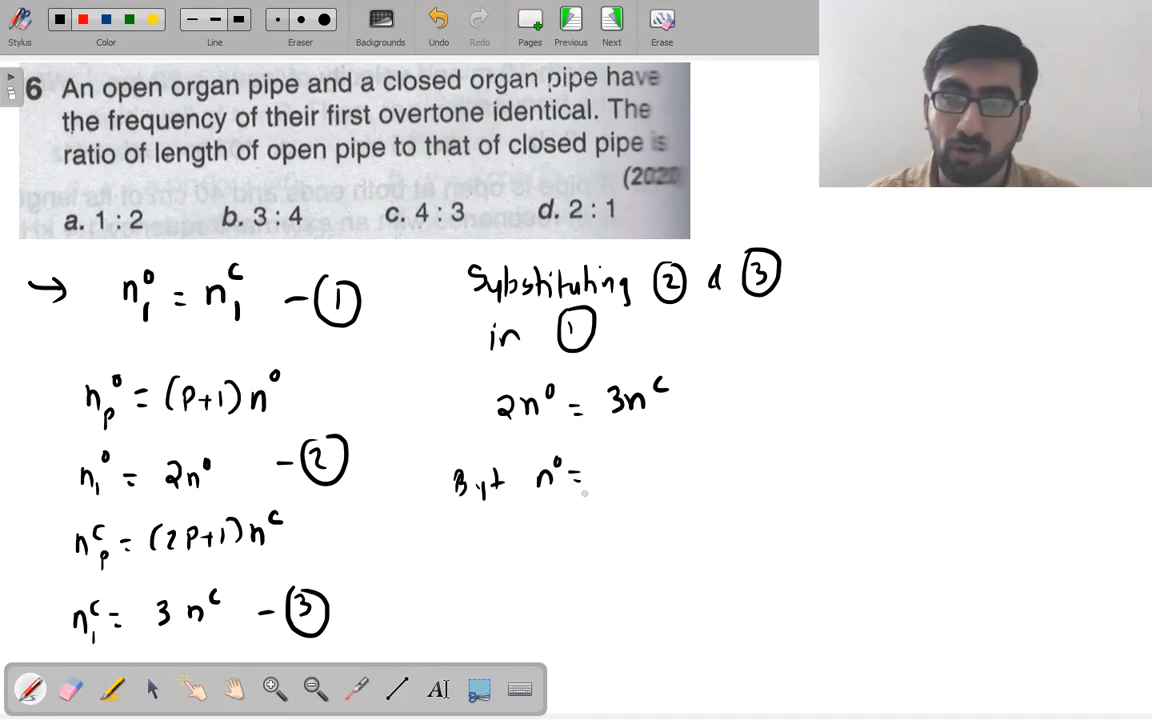 Stylus
Color
Line
Eraser
Backgrounds
Undo
Redo
Pages
Previous
Next
Erase
6 An open organ pipe and a closed organ pipe have
the frequency of their first overtone identical. The
ratio of length of open pipe to that of closed pipe is
(2020
a. 1 : 2 b. 3 : 4 c. 4 : 3 d. 2 : 1
→ n₁⁰ = n₁ᶜ – ①
nₚ⁰ = (P+1) n⁰
n₁⁰ = 2n⁰ – ②
nₚᶜ = (2P+1) nᶜ
n₁ᶜ = 3 nᶜ – ③
Substituting ② & ③
in ①
2n⁰ = 3nᶜ
But n⁰ =
AI